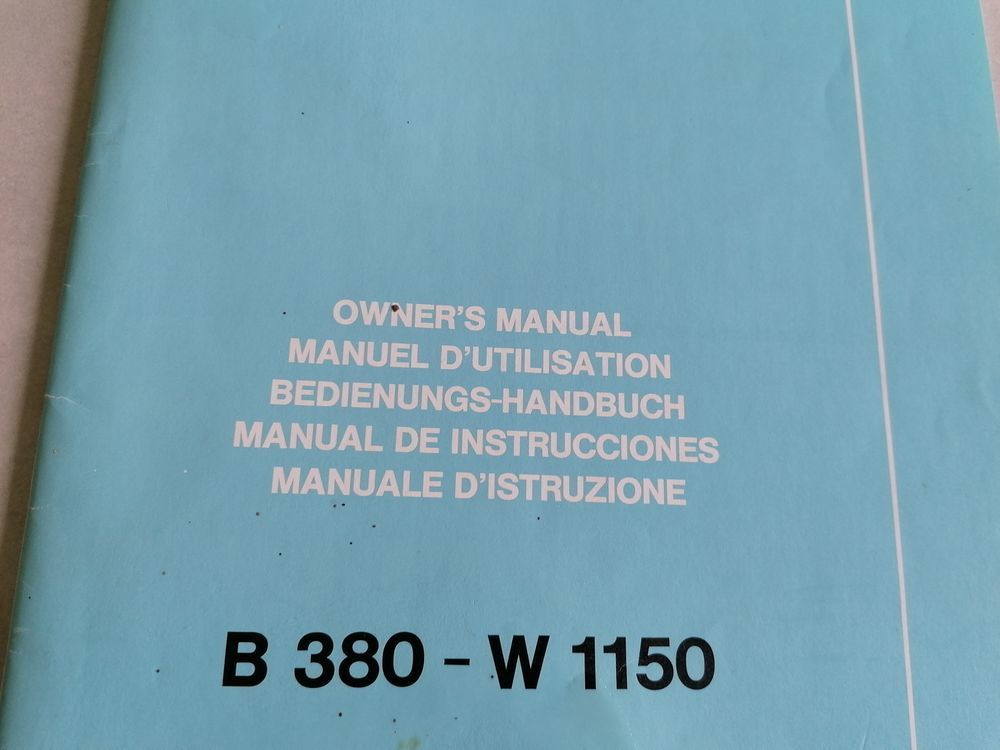 OWNER'S MANUAL
MANUEL D'UTILISATION
BEDIENUNGS-HANDBUCH
MANUAL DE INSTRUCCIONES
MANUALE D'ISTRUZIONE
B 380 - W 1150